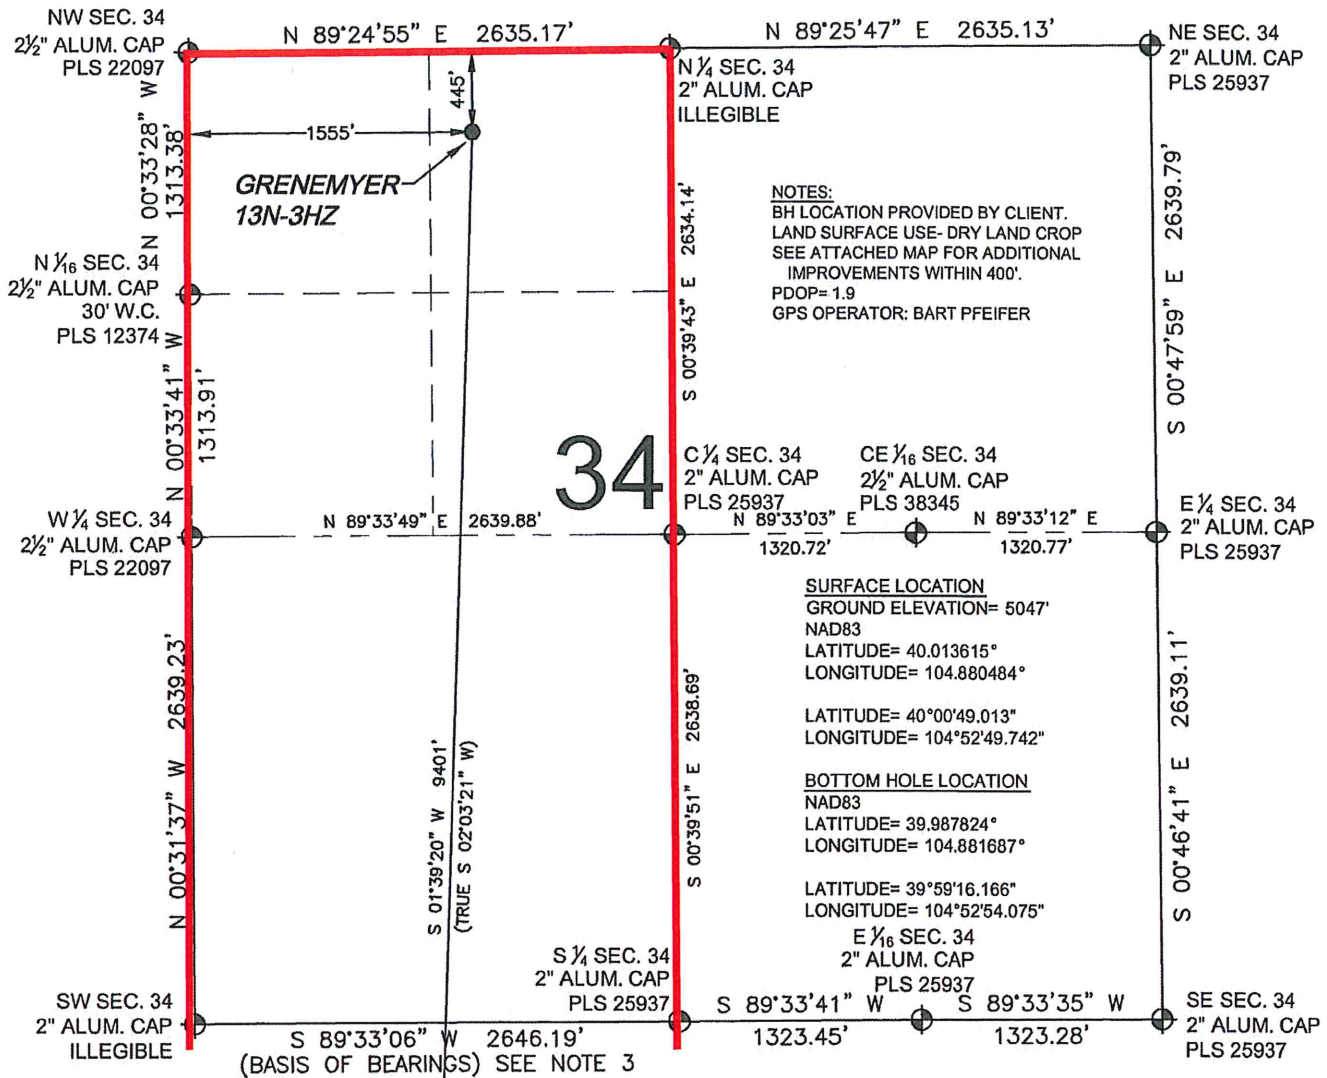 NW SEC. 34
2½" ALUM. CAP
PLS 22097
N 89°24'55" E 2635.17'
N 89°25'47" E 2635.13'
NE SEC. 34
2" ALUM. CAP
PLS 25937
N ¼ SEC. 34
2" ALUM. CAP
ILLEGIBLE
445'
1555'
GRENEMYER
13N-3HZ
N 00°33'28" W
1313.38'
N 1⁄16 SEC. 34
2½" ALUM. CAP
30' W.C.
PLS 12374
N 00°33'41" W
1313.91'
S 00°39'43" E 2634.14'
NOTES:
BH LOCATION PROVIDED BY CLIENT.
LAND SURFACE USE- DRY LAND CROP
SEE ATTACHED MAP FOR ADDITIONAL
IMPROVEMENTS WITHIN 400'.
PDOP= 1.9
GPS OPERATOR: BART PFEIFER
S 00°47'59" E 2639.79'
34
C ¼ SEC. 34
2" ALUM. CAP
PLS 25937
CE 1⁄16 SEC. 34
2½" ALUM. CAP
PLS 38345
W ¼ SEC. 34
2½" ALUM. CAP
PLS 22097
N 89°33'49" E 2639.88'
N 89°33'03" E
1320.72'
N 89°33'12" E
1320.77'
E ¼ SEC. 34
2" ALUM. CAP
PLS 25937
SURFACE LOCATION
GROUND ELEVATION= 5047'
NAD83
LATITUDE= 40.013615°
LONGITUDE= 104.880484°
LATITUDE= 40°00'49.013"
LONGITUDE= 104°52'49.742"
BOTTOM HOLE LOCATION
NAD83
LATITUDE= 39.987824°
LONGITUDE= 104.881687°
LATITUDE= 39°59'16.166"
LONGITUDE= 104°52'54.075"
N 00°31'37" W 2639.23'
S 01°39'20" W 9401'
(TRUE S 02°03'21" W)
S 00°39'51" E 2638.69'
S 00°46'41" E 2639.11'
E 1⁄16 SEC. 34
2" ALUM. CAP
PLS 25937
S ¼ SEC. 34
2" ALUM. CAP
PLS 25937
SW SEC. 34
2" ALUM. CAP
ILLEGIBLE
S 89°33'06" W 2646.19'
(BASIS OF BEARINGS) SEE NOTE 3
S 89°33'41" W
1323.45'
S 89°33'35" W
1323.28'
SE SEC. 34
2" ALUM. CAP
PLS 25937